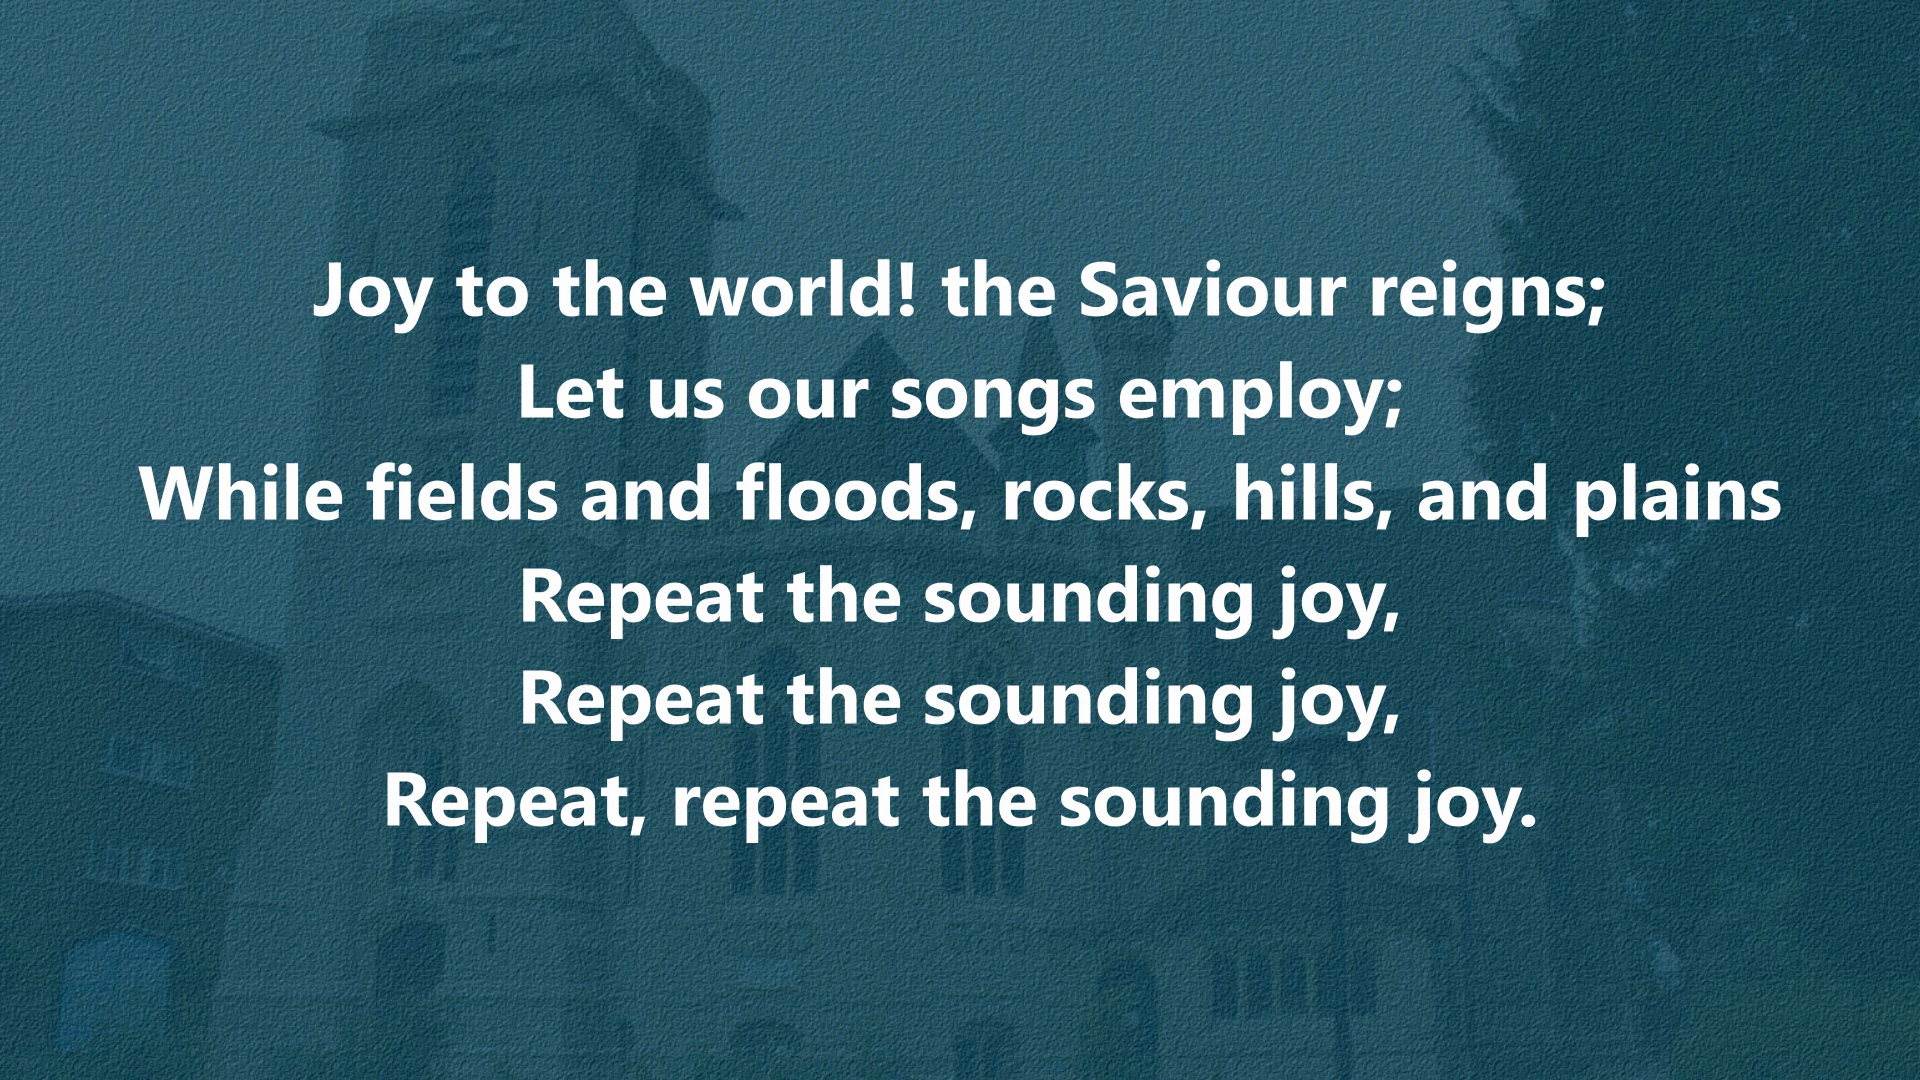 Joy to the world! the Saviour reigns;
Let us our songs employ;
While fields and floods, rocks, hills, and plains
Repeat the sounding joy,
Repeat the sounding joy,
Repeat, repeat the sounding joy.